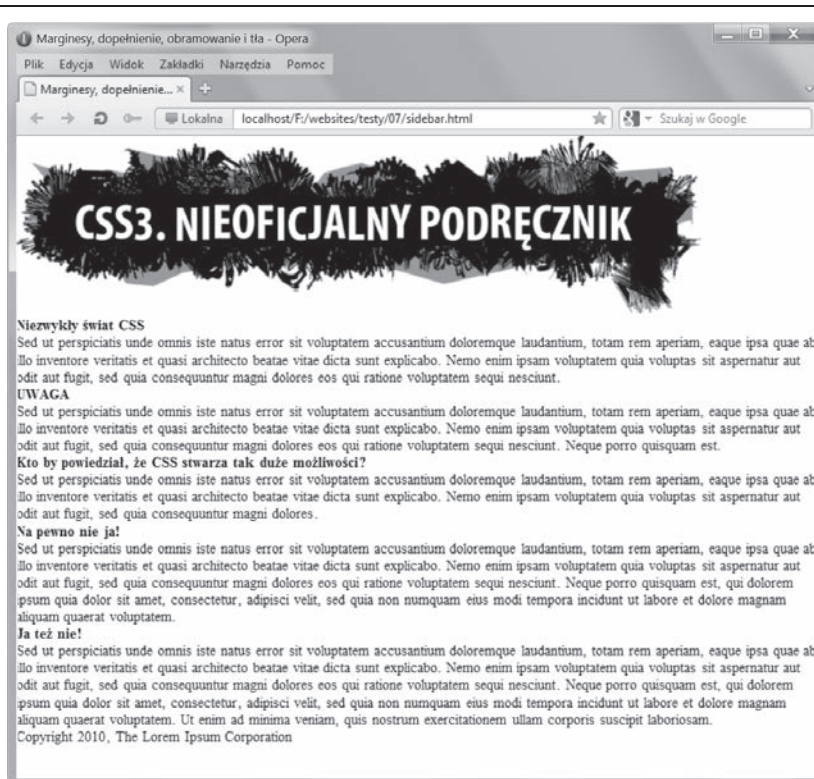 Marginesy, dopełnienie, obramowanie i tła - Opera
Plik Edycja Widok Zakładki Narzędzia Pomoc
Marginesy, dopełnienie...
Lokalna localhost/F:/websites/testy/07/sidebar.html Szukaj w Google
CSS3. NIEOFICJALNY PODRĘCZNIK
Niezwykły świat CSS
Sed ut perspiciatis unde omnis iste natus error sit voluptatem accusantium doloremque laudantium, totam rem aperiam, eaque ipsa quae ab
illo inventore veritatis et quasi architecto beatae vitae dicta sunt explicabo. Nemo enim ipsam voluptatem quia voluptas sit aspernatur aut
odit aut fugit, sed quia consequuntur magni dolores eos qui ratione voluptatem sequi nesciunt.
UWAGA
Sed ut perspiciatis unde omnis iste natus error sit voluptatem accusantium doloremque laudantium, totam rem aperiam, eaque ipsa quae ab
illo inventore veritatis et quasi architecto beatae vitae dicta sunt explicabo. Nemo enim ipsam voluptatem quia voluptas sit aspernatur aut
odit aut fugit, sed quia consequuntur magni dolores eos qui ratione voluptatem sequi nesciunt. Neque porro quisquam est.
Kto by powiedział, że CSS stwarza tak duże możliwości?
Sed ut perspiciatis unde omnis iste natus error sit voluptatem accusantium doloremque laudantium, totam rem aperiam, eaque ipsa quae ab
illo inventore veritatis et quasi architecto beatae vitae dicta sunt explicabo. Nemo enim ipsam voluptatem quia voluptas sit aspernatur aut
odit aut fugit, sed quia consequuntur magni dolores.
Na pewno nie ja!
Sed ut perspiciatis unde omnis iste natus error sit voluptatem accusantium doloremque laudantium, totam rem aperiam, eaque ipsa quae ab
illo inventore veritatis et quasi architecto beatae vitae dicta sunt explicabo. Nemo enim ipsam voluptatem quia voluptas sit aspernatur aut
odit aut fugit, sed quia consequuntur magni dolores eos qui ratione voluptatem sequi nesciunt. Neque porro quisquam est, qui dolorem
ipsum quia dolor sit amet, consectetur, adipisci velit, sed quia non numquam eius modi tempora incidunt ut labore et dolore magnam
aliquam quaerat voluptatem.
Ja też nie!
Sed ut perspiciatis unde omnis iste natus error sit voluptatem accusantium doloremque laudantium, totam rem aperiam, eaque ipsa quae ab
illo inventore veritatis et quasi architecto beatae vitae dicta sunt explicabo. Nemo enim ipsam voluptatem quia voluptas sit aspernatur aut
odit aut fugit, sed quia consequuntur magni dolores eos qui ratione voluptatem sequi nesciunt. Neque porro quisquam est, qui dolorem
ipsum quia dolor sit amet, consectetur, adipisci velit, sed quia non numquam eius modi tempora incidunt ut labore et dolore magnam
aliquam quaerat voluptatem. Ut enim ad minima veniam, quis nostrum exercitationem ullam corporis suscipit laboriosam.
Copyright 2010, The Lorem Ipsum Corporation